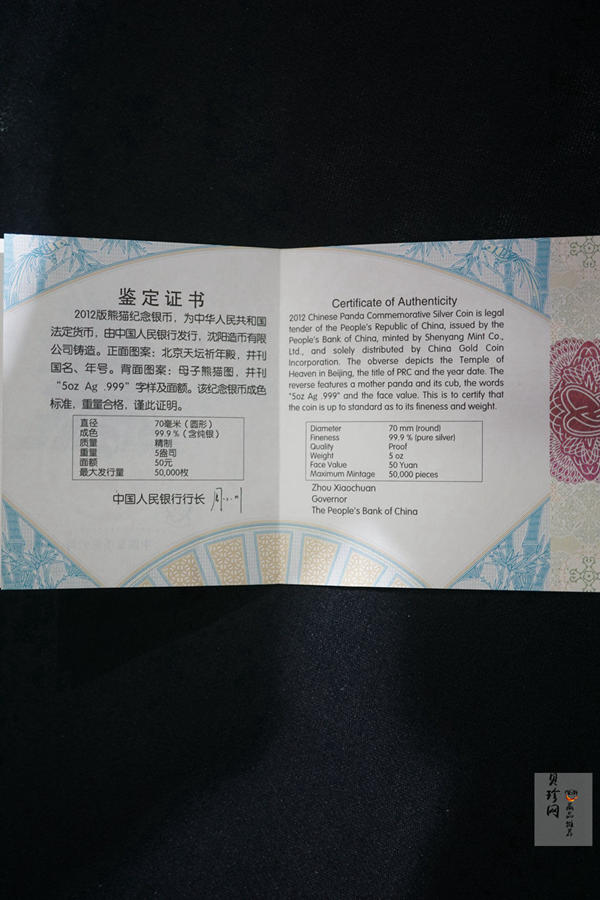 鉴定证书
2012版熊猫纪念银币，为中华人民共和国
法定货币，由中国人民银行发行，沈阳造币有限
公司铸造。正面图案：北京天坛祈年殿，并刊
国名、年号。背面图案：母子熊猫图，并刊
“5oz Ag .999”字样及面额。该纪念银币成色
标准，重量合格，谨此证明。
直径 70毫米（圆形）
成色 99.9％（含纯银）
质量 精制
重量 5盎司
面额 50元
最大发行量 50,000枚
中国人民银行行长
Certificate of Authenticity
2012 Chinese Panda Commemorative Silver Coin is legal
tender of the People's Republic of China, issued by the
People's Bank of China, minted by Shenyang Mint Co.,
Ltd., and solely distributed by China Gold Coin
Incorporation. The obverse depicts the Temple of
Heaven in Beijing, the title of PRC and the year date. The
reverse features a mother panda and its cub, the words
"5oz Ag .999" and the face value. This is to certify that
the coin is up to standard as to its fineness and weight.
Diameter 70 mm (round)
Fineness 99.9 % (pure silver)
Quality Proof
Weight 5 oz
Face Value 50 Yuan
Maximum Mintage 50,000 pieces
Zhou Xiaochuan
Governor
The People's Bank of China
贝珍网